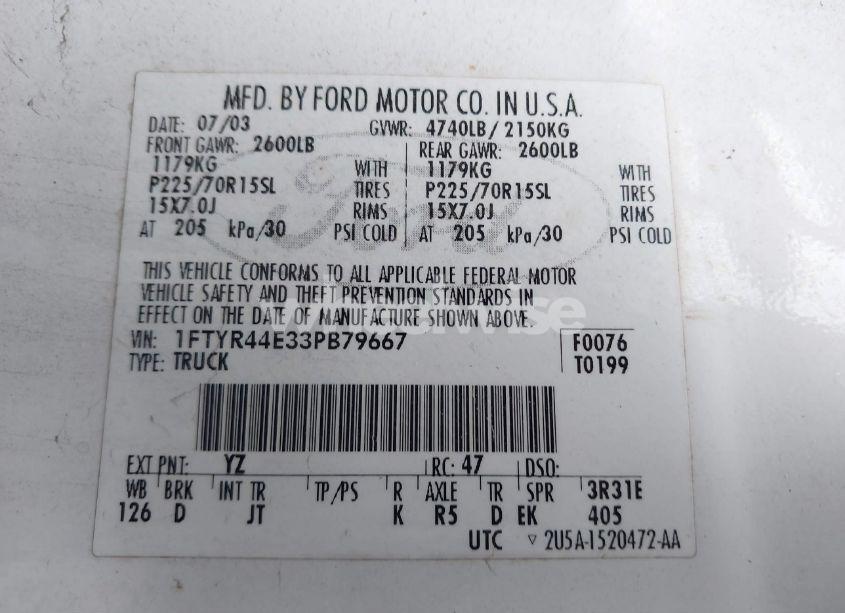 MFD. BY FORD MOTOR CO. IN U.S.A.
DATE: 07/03 GVWR: 4740LB/ 2150KG
FRONT GAWR: 2600LB REAR GAWR: 2600LB
1179KG WITH 1179KG WITH
P225/70R15SL TIRES P225/70R15SL TIRES
15X7.0J RIMS 15X7.0J RIMS
AT 205 kPa/30 PSI COLD AT 205 kPa/30 PSI COLD
THIS VEHICLE CONFORMS TO ALL APPLICABLE FEDERAL MOTOR
VEHICLE SAFETY AND THEFT PREVENTION STANDARDS IN
EFFECT ON THE DATE OF MANUFACTURE SHOWN ABOVE.
VIN: 1FTYR44E33PB79667 F0076
TYPE: TRUCK T0199
EXT PNT: YZ RC: 47 DSO:
WB BRK INT TR TP/PS R AXLE TR SPR 3R31E
126 D JT K R5 D EK 405
UTC ▽ 2U5A-1520472-AA